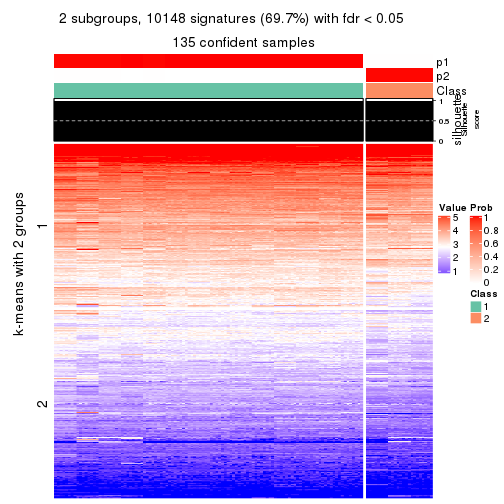 2 subgroups, 10148 signatures (69.7%) with fdr < 0.05
135 confident samples
p1
p2
Class
1
0.5
0
silhouette
Silhouette
score
k-means with 2 groups
1
2
Value
5
4
3
2
1
Prob
1
0.8
0.6
0.4
0.2
0
Class
1
2